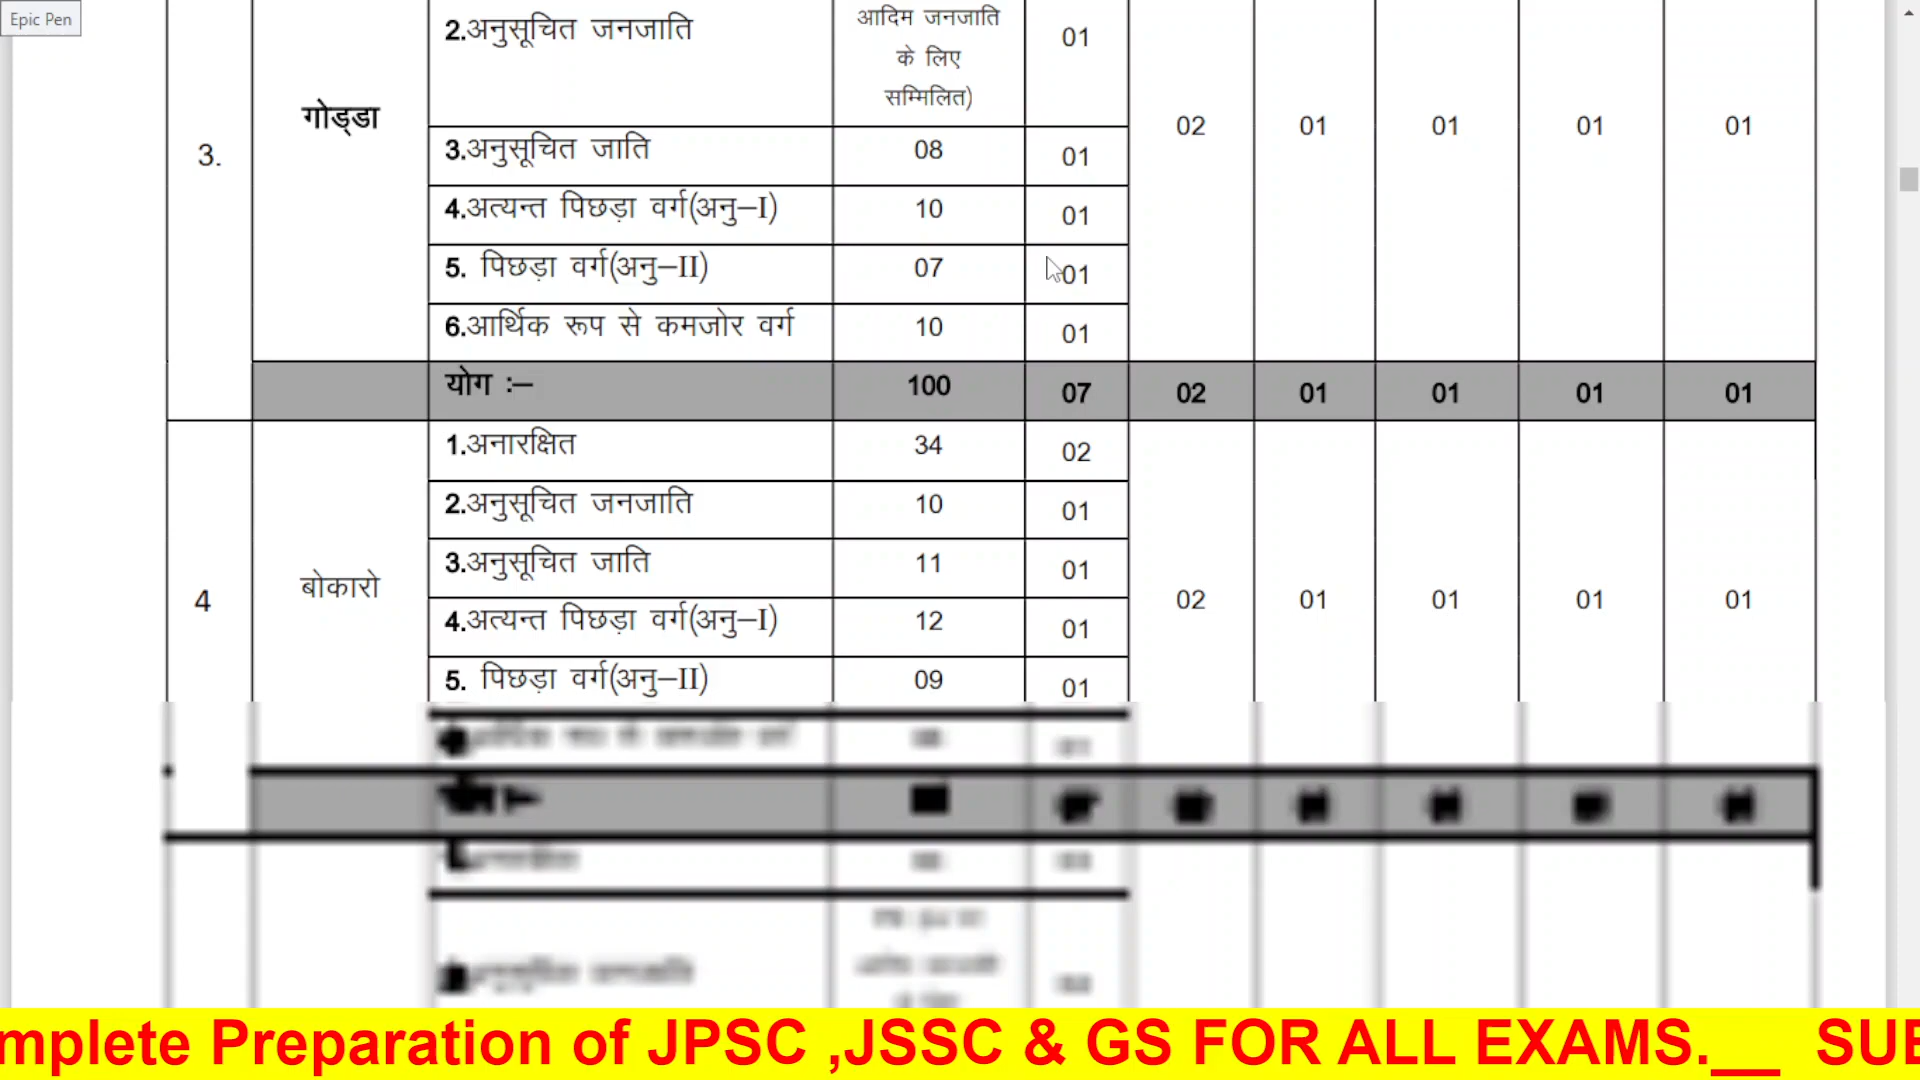 Epic Pen
2.अनुसूचित जनजाति
आदिम जनजाति
के लिए
सम्मिलित)
01
3.
गोड्डा
02 01 01 01 01
3.अनुसूचित जाति 08 01
4.अत्यन्त पिछड़ा वर्ग(अनु–I) 10 01
5. पिछड़ा वर्ग(अनु–II) 07 01
6.आर्थिक रूप से कमजोर वर्ग 10 01
योग :– 100 07 02 01 01 01 01
1.अनारक्षित 34 02
2.अनुसूचित जनजाति 10 01
3.अनुसूचित जाति 11 01
4 बोकारो 02 01 01 01 01
4.अत्यन्त पिछड़ा वर्ग(अनु–I) 12 01
5. पिछड़ा वर्ग(अनु–II) 09 01
mplete Preparation of JPSC ,JSSC & GS FOR ALL EXAMS.__ SUB